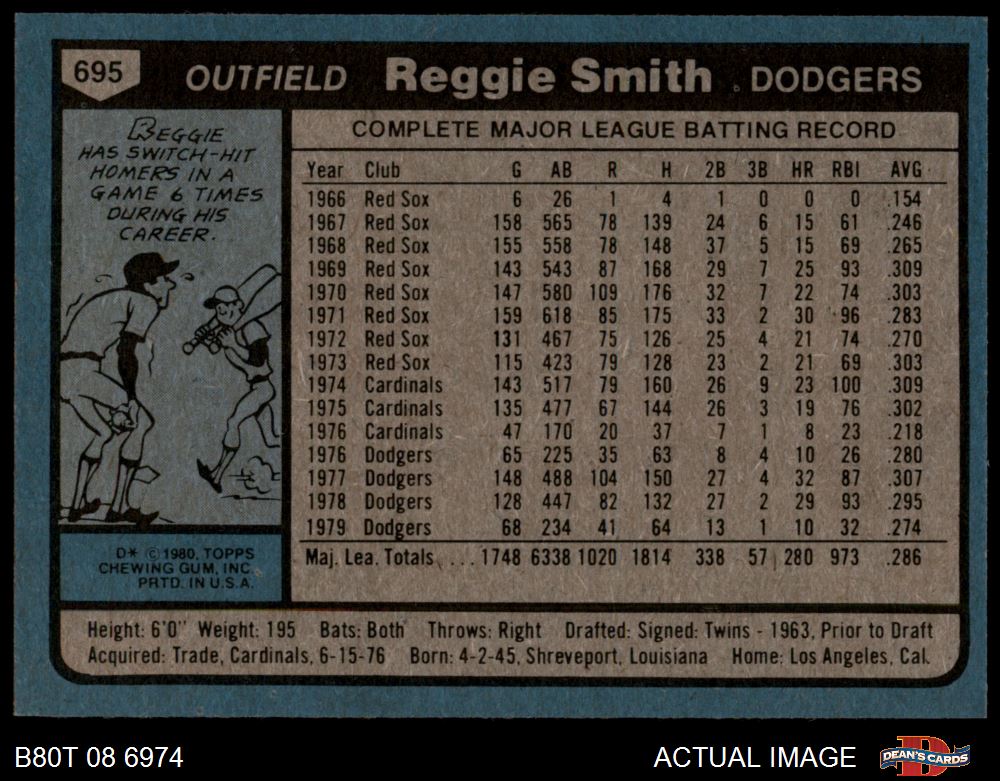 695 OUTFIELD Reggie Smith DODGERS
REGGIE
HAS SWITCH-HIT
HOMERS IN A
GAME 6 TIMES
DURING HIS
CAREER.
D* © 1980, TOPPS
CHEWING GUM, INC.
PRTD. IN U.S.A.
COMPLETE MAJOR LEAGUE BATTING RECORD
Year Club G AB R H 2B 3B HR RBI AVG
1966 Red Sox 6 26 1 4 1 0 0 0 .154
1967 Red Sox 158 565 78 139 24 6 15 61 .246
1968 Red Sox 155 558 78 148 37 5 15 69 .265
1969 Red Sox 143 543 87 168 29 7 25 93 .309
1970 Red Sox 147 580 109 176 32 7 22 74 .303
1971 Red Sox 159 618 85 175 33 2 30 96 .283
1972 Red Sox 131 467 75 126 25 4 21 74 .270
1973 Red Sox 115 423 79 128 23 2 21 69 .303
1974 Cardinals 143 517 79 160 26 9 23 100 .309
1975 Cardinals 135 477 67 144 26 3 19 76 .302
1976 Cardinals 47 170 20 37 7 1 8 23 .218
1976 Dodgers 65 225 35 63 8 4 10 26 .280
1977 Dodgers 148 488 104 150 27 4 32 87 .307
1978 Dodgers 128 447 82 132 27 2 29 93 .295
1979 Dodgers 68 234 41 64 13 1 10 32 .274
Maj. Lea. Totals .... 1748 6338 1020 1814 338 57 280 973 .286
Height: 6'0" Weight: 195 Bats: Both Throws: Right Drafted: Signed: Twins - 1963, Prior to Draft
Acquired: Trade, Cardinals, 6-15-76 Born: 4-2-45, Shreveport, Louisiana Home: Los Angeles, Cal.
B80T 08 6974 ACTUAL IMAGE D DEAN'S CARDS